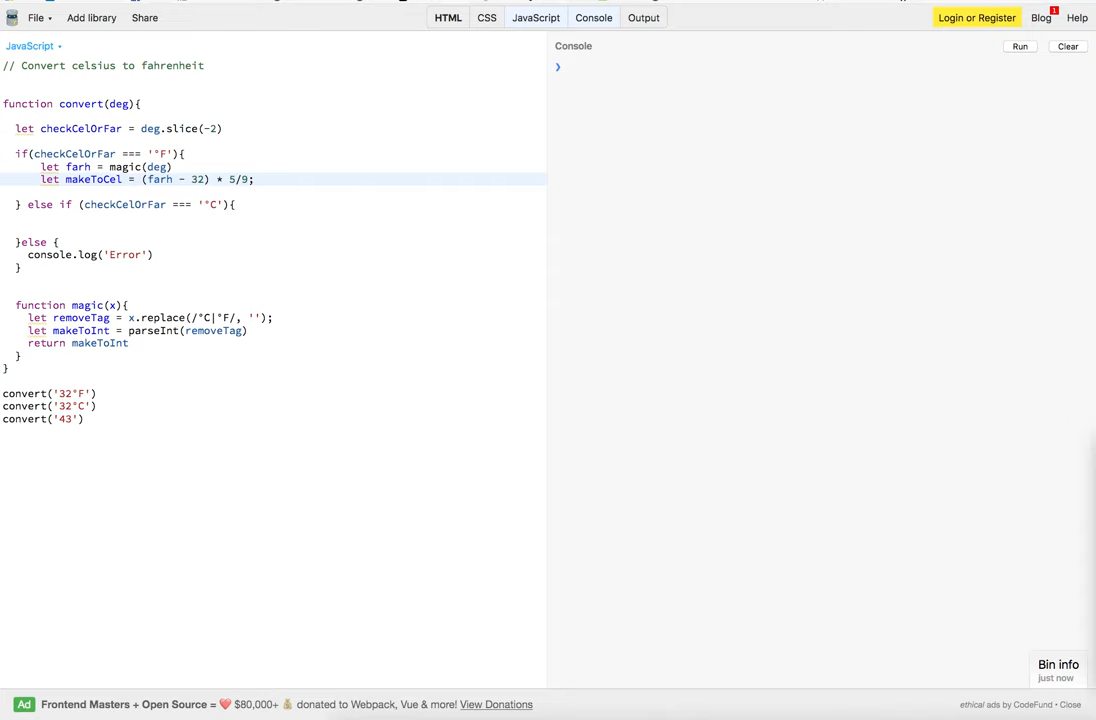 File ▾ Add library Share HTML CSS JavaScript Console Output Login or Register Blog 1 Help
JavaScript ▾
// Convert celsius to fahrenheit
function convert(deg){
let checkCelOrFar = deg.slice(-2)
if(checkCelOrFar === '°F'){
let farh = magic(deg)
let makeToCel = (farh - 32) * 5/9;
} else if (checkCelOrFar === '°C'){
}else {
console.log('Error')
}
function magic(x){
let removeTag = x.replace(/°C|°F/, '');
let makeToInt = parseInt(removeTag)
return makeToInt
}
}
convert('32°F')
convert('32°C')
convert('43')
Console Run Clear
❯
Bin info
just now
Ad Frontend Masters + Open Source = ❤️ $80,000+ 💰 donated to Webpack, Vue & more! View Donations
ethical ads by CodeFund • Close